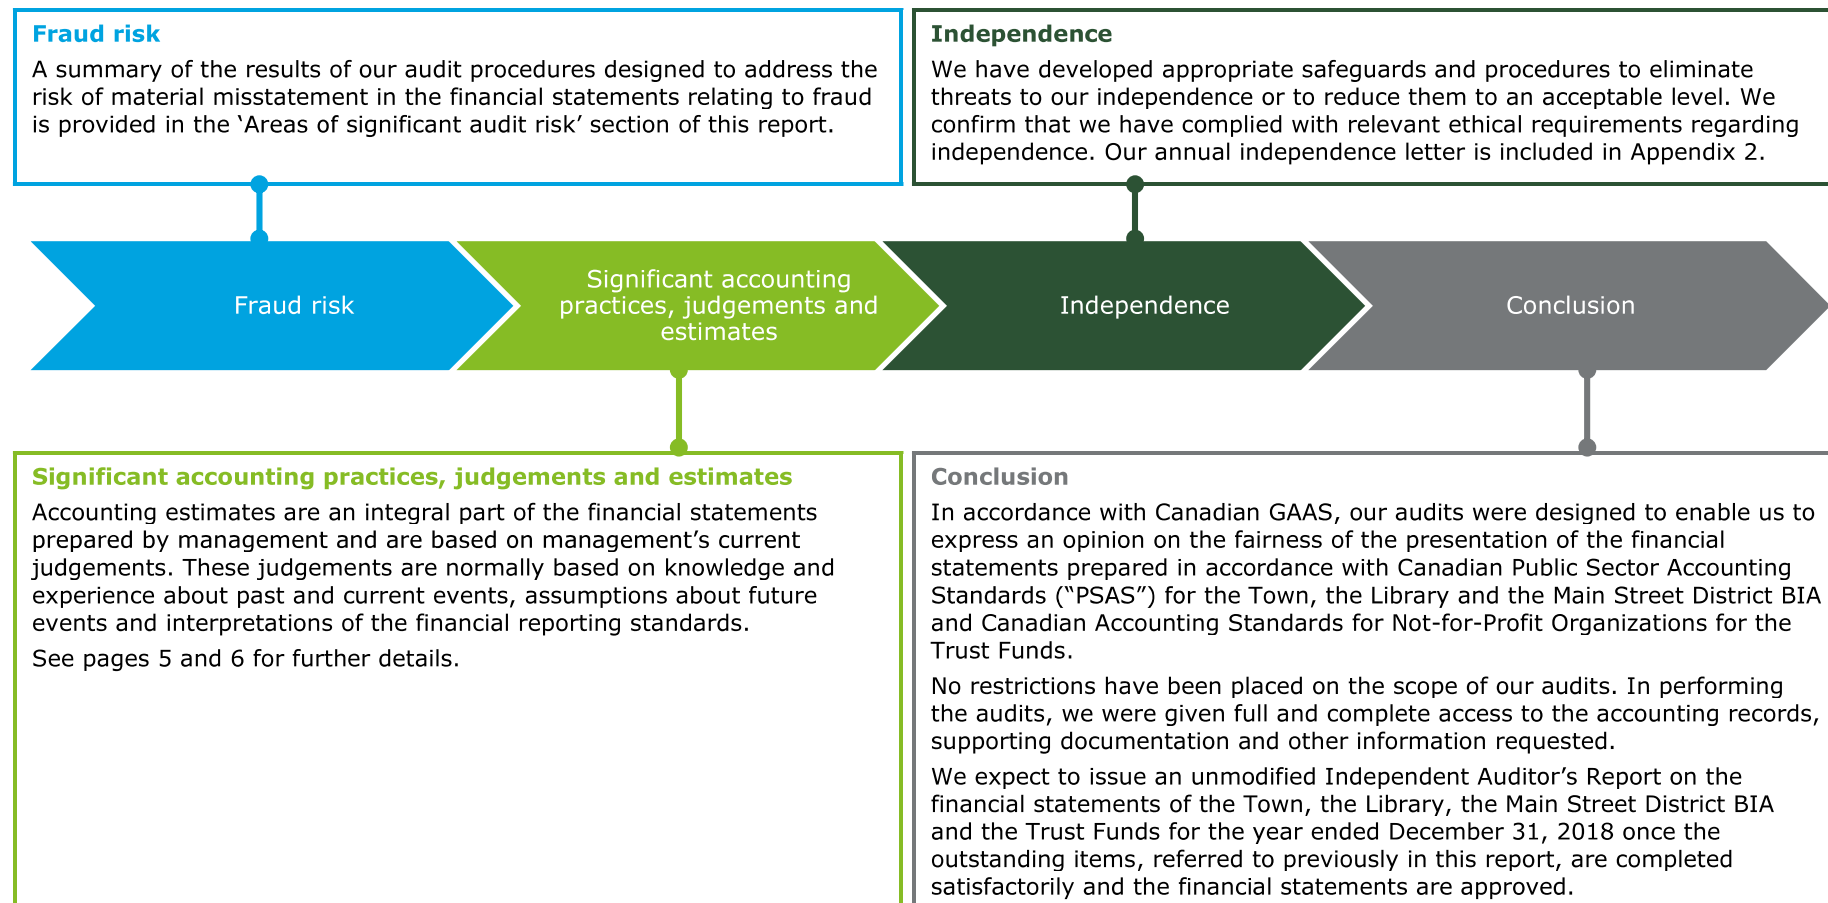 Fraud risk
A summary of the results of our audit procedures designed to address the
risk of material misstatement in the financial statements relating to fraud
is provided in the ‘Areas of significant audit risk’ section of this report.
Independence
We have developed appropriate safeguards and procedures to eliminate
threats to our independence or to reduce them to an acceptable level. We
confirm that we have complied with relevant ethical requirements regarding
independence. Our annual independence letter is included in Appendix 2.
Fraud risk
Significant accounting
practices, judgements and
estimates
Independence
Conclusion
Significant accounting practices, judgements and estimates
Accounting estimates are an integral part of the financial statements
prepared by management and are based on management’s current
judgements. These judgements are normally based on knowledge and
experience about past and current events, assumptions about future
events and interpretations of the financial reporting standards.
See pages 5 and 6 for further details.
Conclusion
In accordance with Canadian GAAS, our audits were designed to enable us to
express an opinion on the fairness of the presentation of the financial
statements prepared in accordance with Canadian Public Sector Accounting
Standards (“PSAS”) for the Town, the Library and the Main Street District BIA
and Canadian Accounting Standards for Not-for-Profit Organizations for the
Trust Funds.
No restrictions have been placed on the scope of our audits. In performing
the audits, we were given full and complete access to the accounting records,
supporting documentation and other information requested.
We expect to issue an unmodified Independent Auditor’s Report on the
financial statements of the Town, the Library, the Main Street District BIA
and the Trust Funds for the year ended December 31, 2018 once the
outstanding items, referred to previously in this report, are completed
satisfactorily and the financial statements are approved.